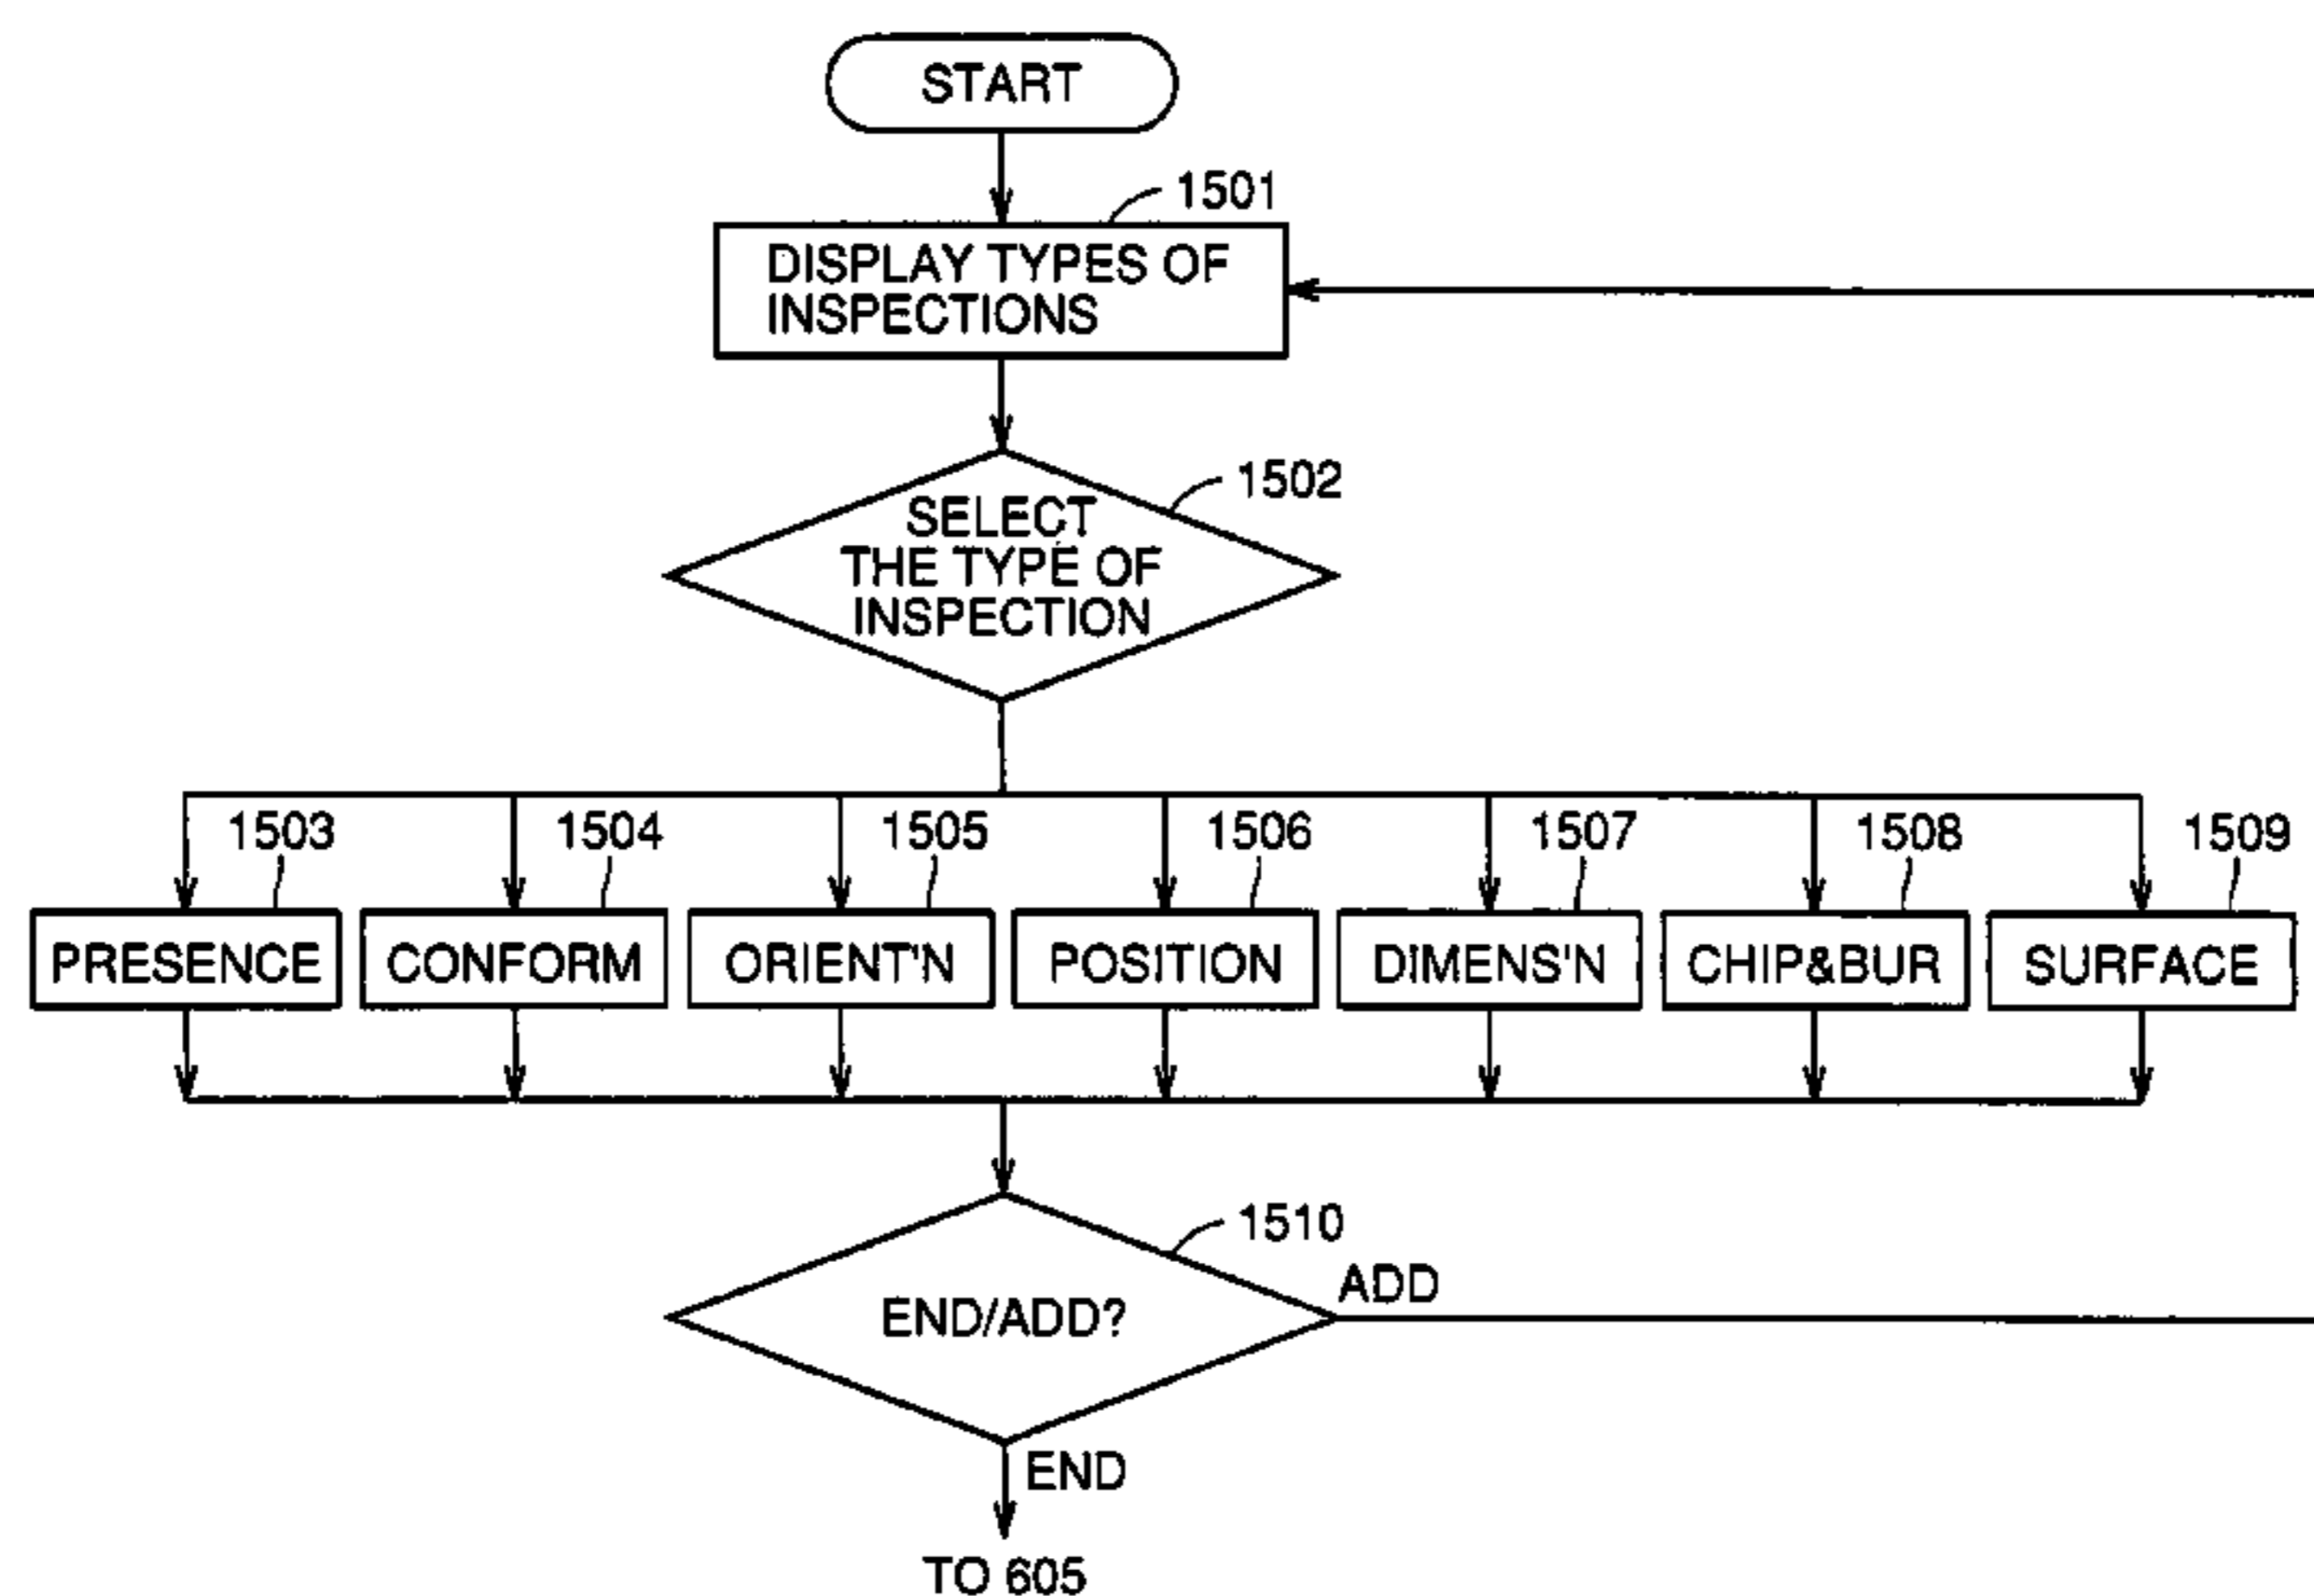 START
1501
DISPLAY TYPES OF
INSPECTIONS
1502
SELECT
THE TYPE OF
INSPECTION
1503 1504 1505 1506 1507 1508 1509
PRESENCE CONFORM ORIENT'N POSITION DIMENS'N CHIP&BUR SURFACE
1510
ADD
END/ADD?
END
TO 605